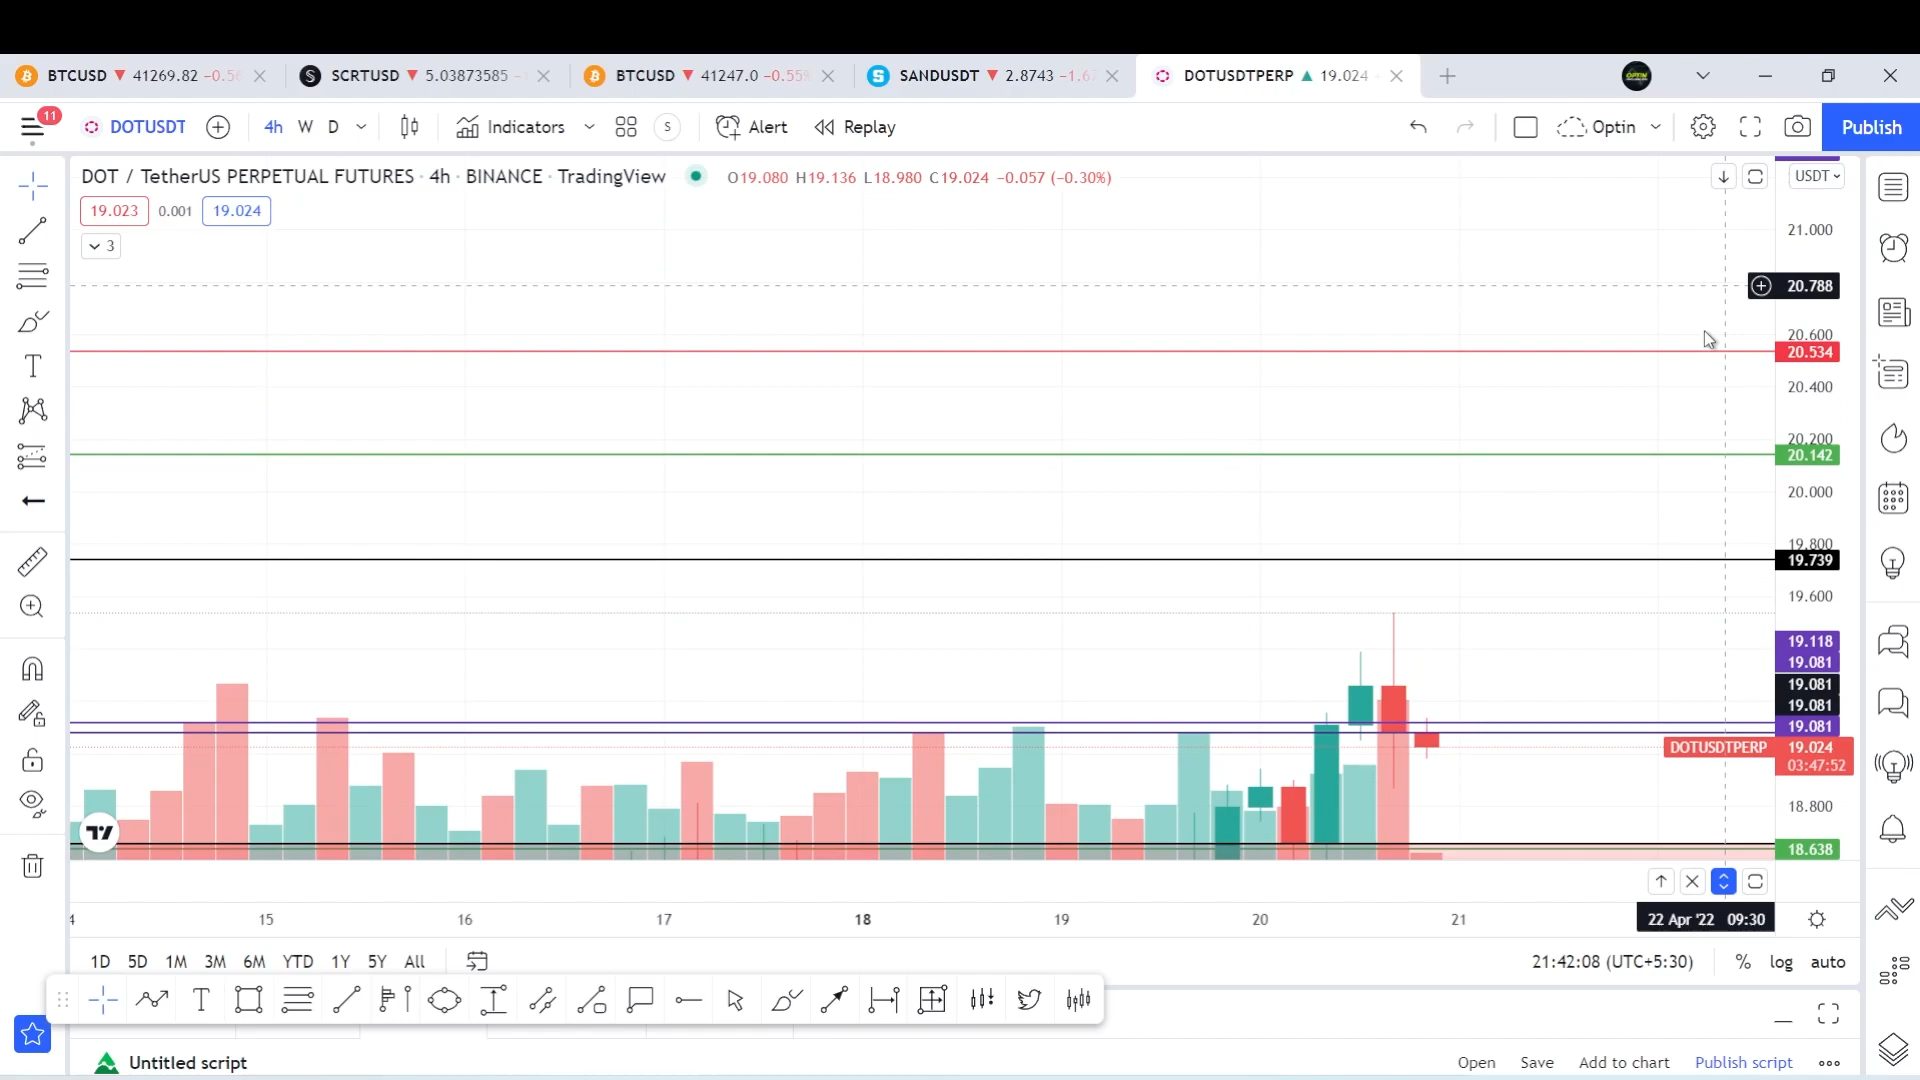 BTCUSD 41269.82 −0.56
SCRTUSD 5.03873585
BTCUSD 41247.0 −0.55%
SANDUSDT 2.8743 −1.67
DOTUSDTPERP 19.024
11
DOTUSDT
4h W D
Indicators
S
Alert
Replay
Optin
Publish
DOT / TetherUS PERPETUAL FUTURES · 4h · BINANCE · TradingView
O19.080 H19.136 L18.980 C19.024 −0.057 (−0.30%)
USDT
19.023 0.001 19.024
3
21.000
20.788
20.600
20.534
20.400
20.200
20.142
20.000
19.800
19.739
19.600
19.118
19.081
19.081
19.081
19.081
DOTUSDTPERP 19.024
03:47:52
18.800
18.638
15 16 17 18 19 20 21
22 Apr '22 09:30
1D 5D 1M 3M 6M YTD 1Y 5Y All
21:42:08 (UTC+5:30)
% log auto
Untitled script
Open Save Add to chart Publish script